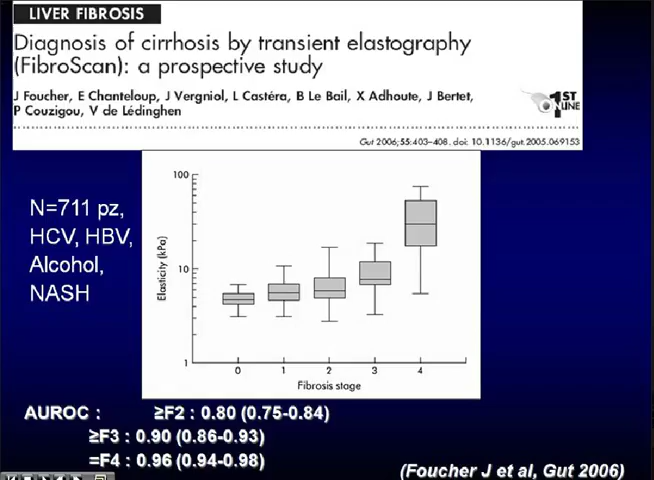 LIVER FIBROSIS
Diagnosis of cirrhosis by transient elastography
(FibroScan): a prospective study
J Foucher, E Chanteloup, J Vergniol, L Castéra, B Le Bail, X Adhoute, J Bertet,
P Couzigou, V de Lédinghen
1ST
ONLINE
Gut 2006;55:403–408. doi: 10.1136/gut.2005.069153
N=711 pz,
HCV, HBV,
Alcohol,
NASH
Elasticity (kPa)
100
10
1
0 1 2 3 4
Fibrosis stage
AUROC : ≥F2 : 0.80 (0.75-0.84)
≥F3 : 0.90 (0.86-0.93)
=F4 : 0.96 (0.94-0.98)
(Foucher J et al, Gut 2006)